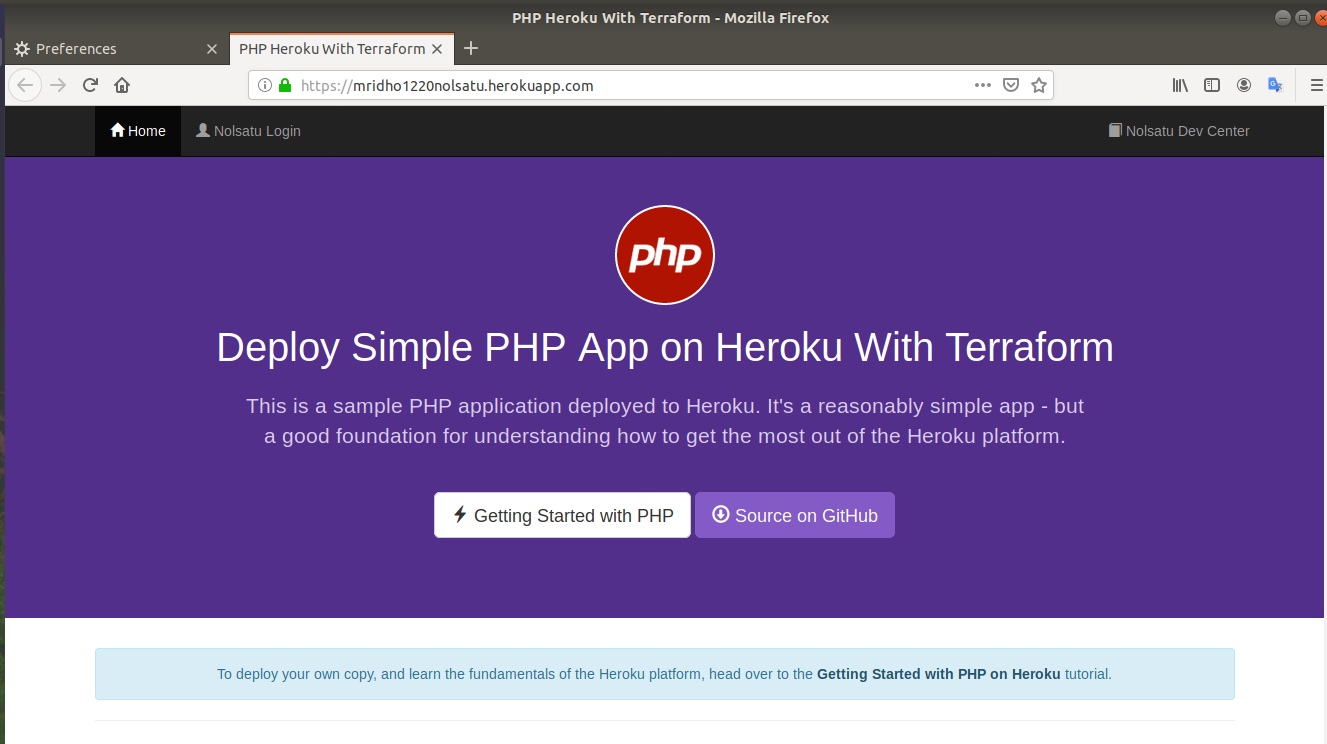 PHP Heroku With Terraform - Mozilla Firefox
Preferences
PHP Heroku With Terraform
https://mridho1220nolsatu.herokuapp.com
Home
Nolsatu Login
Nolsatu Dev Center
php
Deploy Simple PHP App on Heroku With Terraform
This is a sample PHP application deployed to Heroku. It's a reasonably simple app - but
a good foundation for understanding how to get the most out of the Heroku platform.
Getting Started with PHP
Source on GitHub
To deploy your own copy, and learn the fundamentals of the Heroku platform, head over to the Getting Started with PHP on Heroku tutorial.